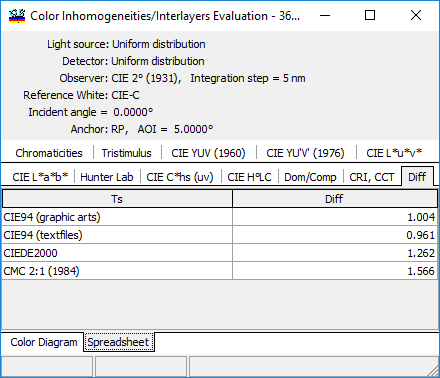 Color Inhomogeneities/Interlayers Evaluation - 36...
Light source: Uniform distribution
Detector: Uniform distribution
Observer: CIE 2° (1931), Integration step = 5 nm
Reference White: CIE-C
Incident angle = 0.0000°
Anchor: RP, AOI = 5.0000°
Chromaticities Tristimulus CIE YUV (1960) CIE YU'V' (1976) CIE L*u*v*
CIE L*a*b* Hunter Lab CIE C*hs (uv) CIE H°LC Dom/Comp CRI, CCT Diff
Ts Diff
CIE94 (graphic arts) 1.004
CIE94 (textfiles) 0.961
CIEDE2000 1.262
CMC 2:1 (1984) 1.566
Color Diagram Spreadsheet